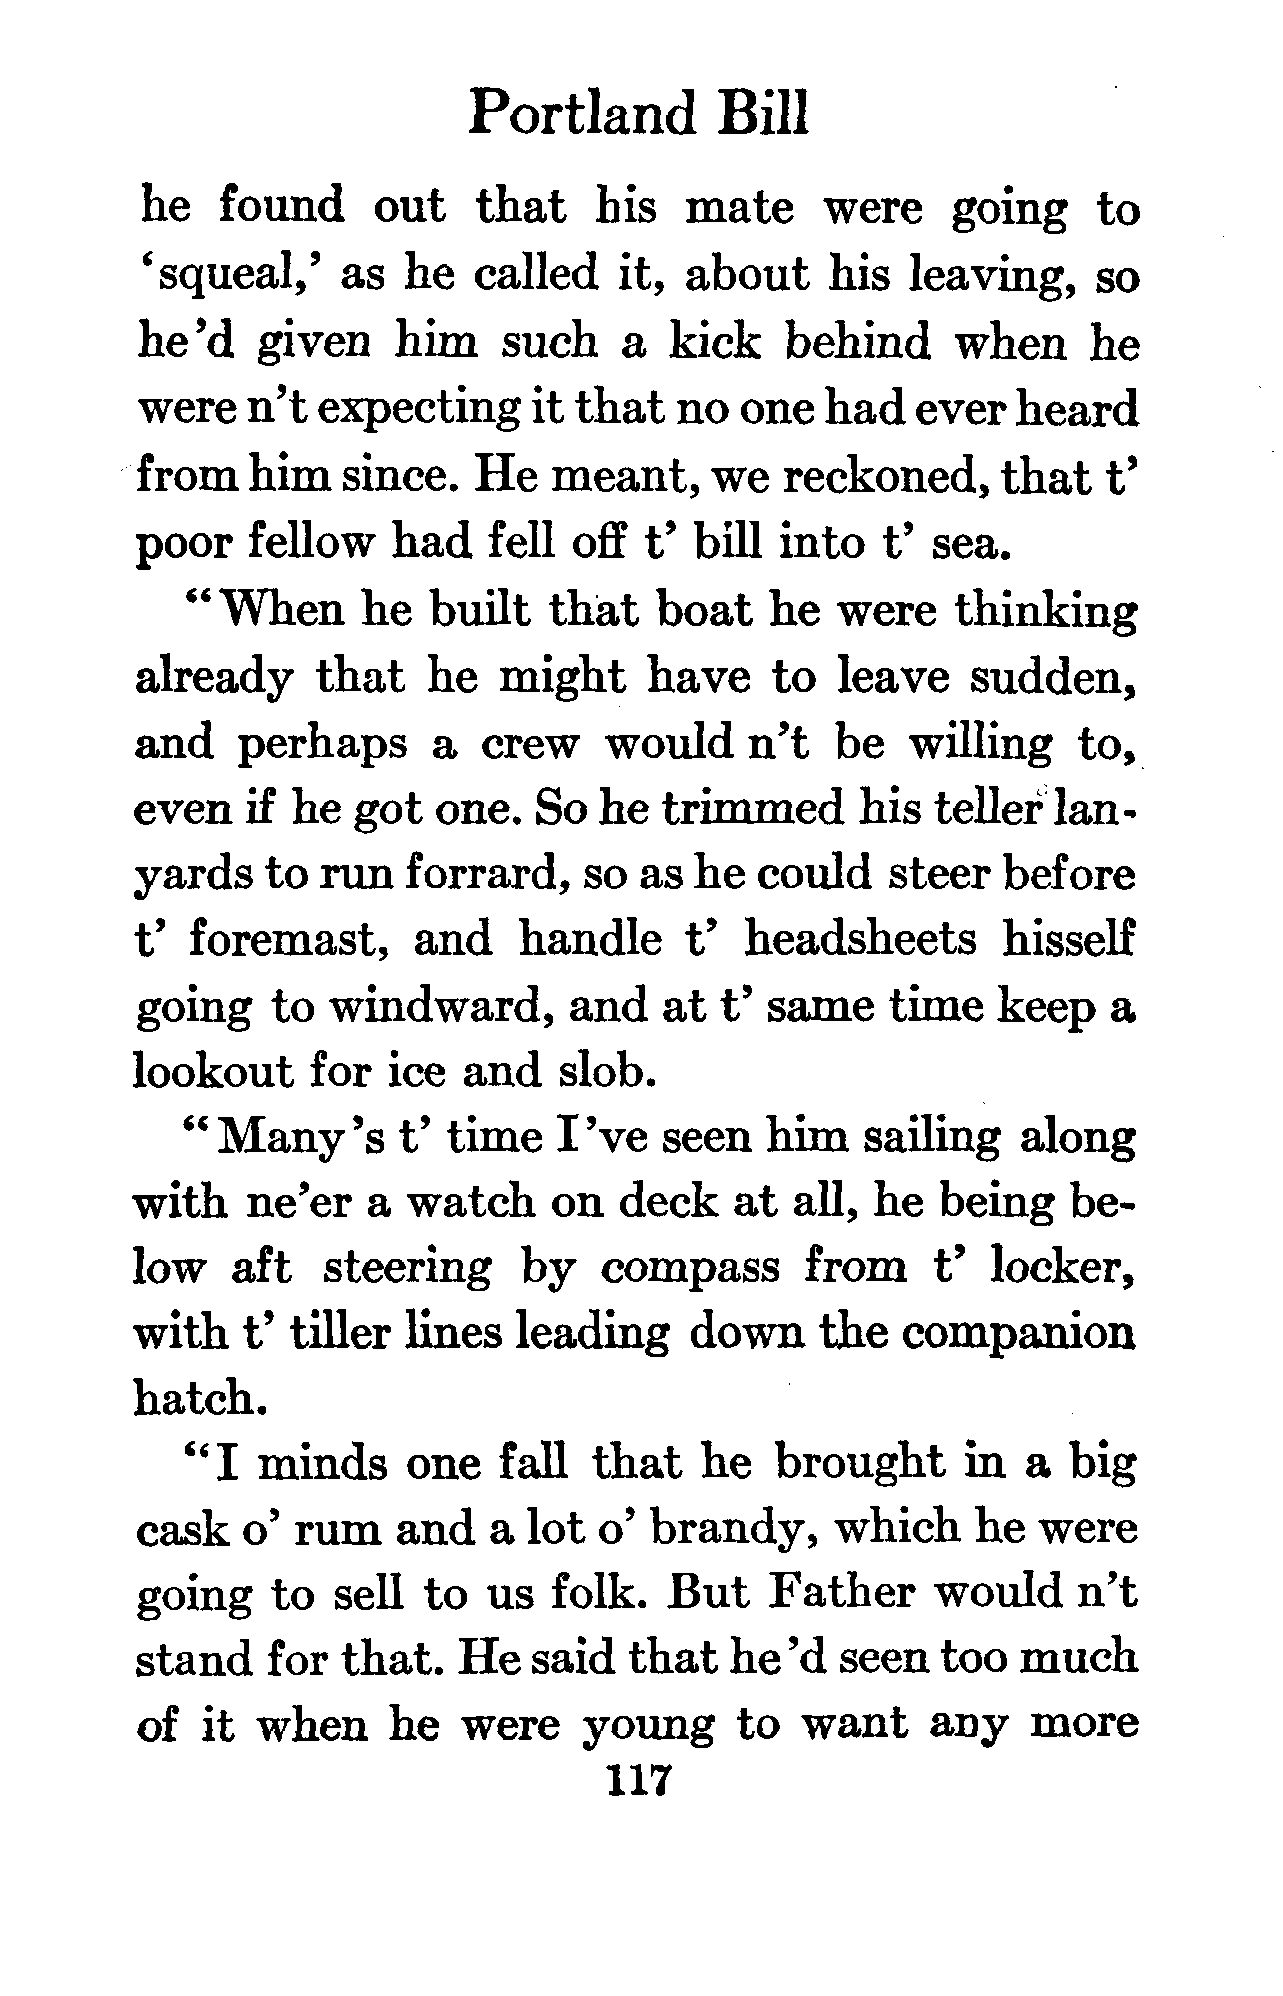 Portland Bill
he found out that his mate were going to
‘squeal,’ as he called it, about his leaving, so
he’d given him such a kick behind when he
were n’t expecting it that no one had ever heard
from him since. He meant, we reckoned, that t’
poor fellow had fell off t’ bill into t’ sea.
“When he built that boat he were thinking
already that he might have to leave sudden,
and perhaps a crew would n’t be willing to,
even if he got one. So he trimmed his teller lan-
yards to run forrard, so as he could steer before
t’ foremast, and handle t’ headsheets hisself
going to windward, and at t’ same time keep a
lookout for ice and slob.
“Many’s t’ time I’ve seen him sailing along
with ne’er a watch on deck at all, he being be-
low aft steering by compass from t’ locker,
with t’ tiller lines leading down the companion
hatch.
“I minds one fall that he brought in a big
cask o’ rum and a lot o’ brandy, which he were
going to sell to us folk. But Father would n’t
stand for that. He said that he’d seen too much
of it when he were young to want any more
117